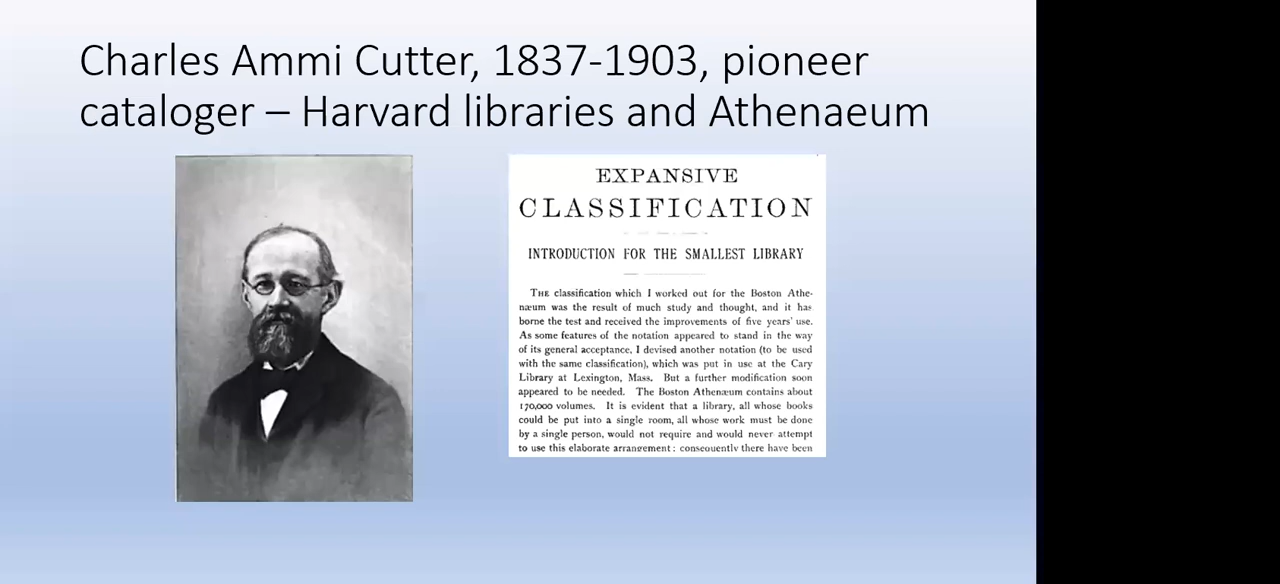 Charles Ammi Cutter, 1837-1903, pioneer
cataloger – Harvard libraries and Athenaeum
EXPANSIVE
CLASSIFICATION
INTRODUCTION FOR THE SMALLEST LIBRARY
THE classification which I worked out for the Boston Athe-
næum was the result of much study and thought, and it has
borne the test and received the improvements of five years' use.
As some features of the notation appeared to stand in the way
of its general acceptance, I devised another notation (to be used
with the same classification), which was put in use at the Cary
Library at Lexington, Mass. But a further modification soon
appeared to be needed. The Boston Athenæum contains about
170,000 volumes. It is evident that a library, all whose books
could be put into a single room, all whose work must be done
by a single person, would not require and would never attempt
to use this elaborate arrangement; consequently there have been